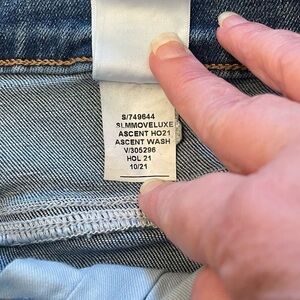 S/749644
SLMMOVELUXE
ASCENT HO21
ASCENT WASH
V/305296
HOL 21
10/21